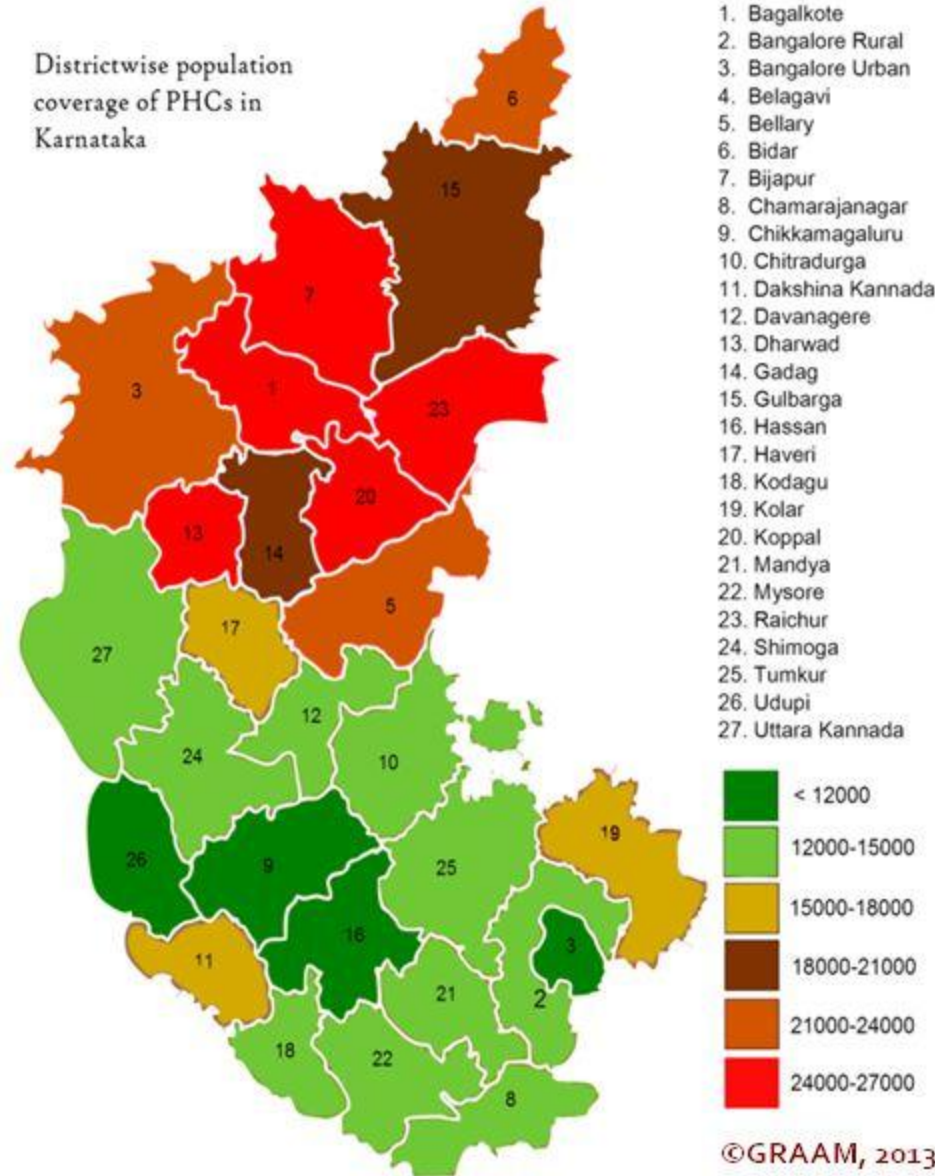 Districtwise population
coverage of PHCs in
Karnataka
1. Bagalkote
2. Bangalore Rural
3. Bangalore Urban
4. Belagavi
5. Bellary
6. Bidar
7. Bijapur
8. Chamarajanagar
9. Chikkamagaluru
10. Chitradurga
11. Dakshina Kannada
12. Davanagere
13. Dharwad
14. Gadag
15. Gulbarga
16. Hassan
17. Haveri
18. Kodagu
19. Kolar
20. Koppal
21. Mandya
22. Mysore
23. Raichur
24. Shimoga
25. Tumkur
26. Udupi
27. Uttara Kannada
6
15
7
3
23
20
13
14
5
17
27
12
24
10
19
26
9
25
16
3
11
21
2
18
22
8
< 12000
12000-15000
15000-18000
18000-21000
21000-24000
24000-27000
©GRAAM, 2013